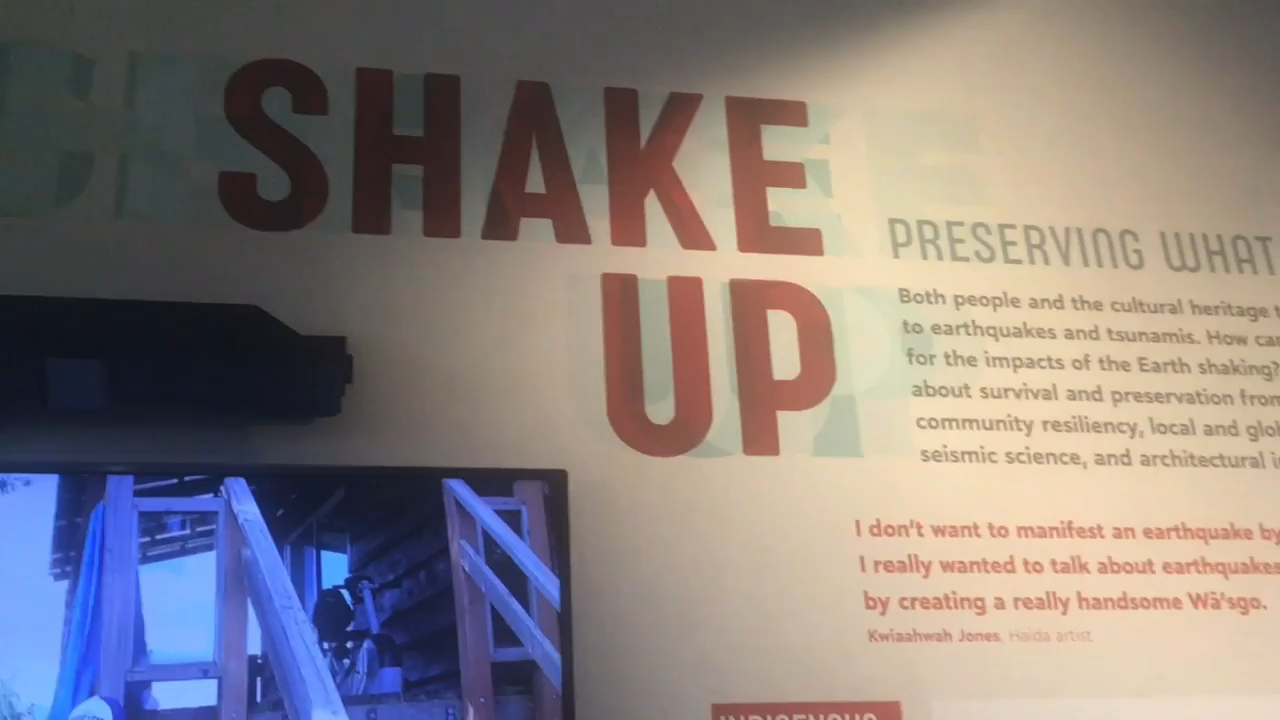 SHAKE
UP
PRESERVING WHAT
Both people and the cultural heritage
to earthquakes and tsunamis. How can
for the impacts of the Earth shaking?
about survival and preservation from
community resiliency, local and
seismic science, and architectural
I don't want to manifest an earthquake by
I really wanted to talk about earthquakes
by creating a really handsome Wā'sgo.
Kwiaahwah Jones, Haida artist
INDIGENOUS